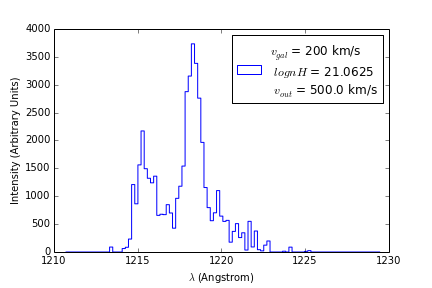 4000
3500
3000
2500
2000
1500
1000
500
0
Intensity (Arbitrary Units)
v_gal = 200 km/s
lognH = 21.0625
v_out = 500.0 km/s
1210
1215
1220
1225
1230
λ (Angstrom)